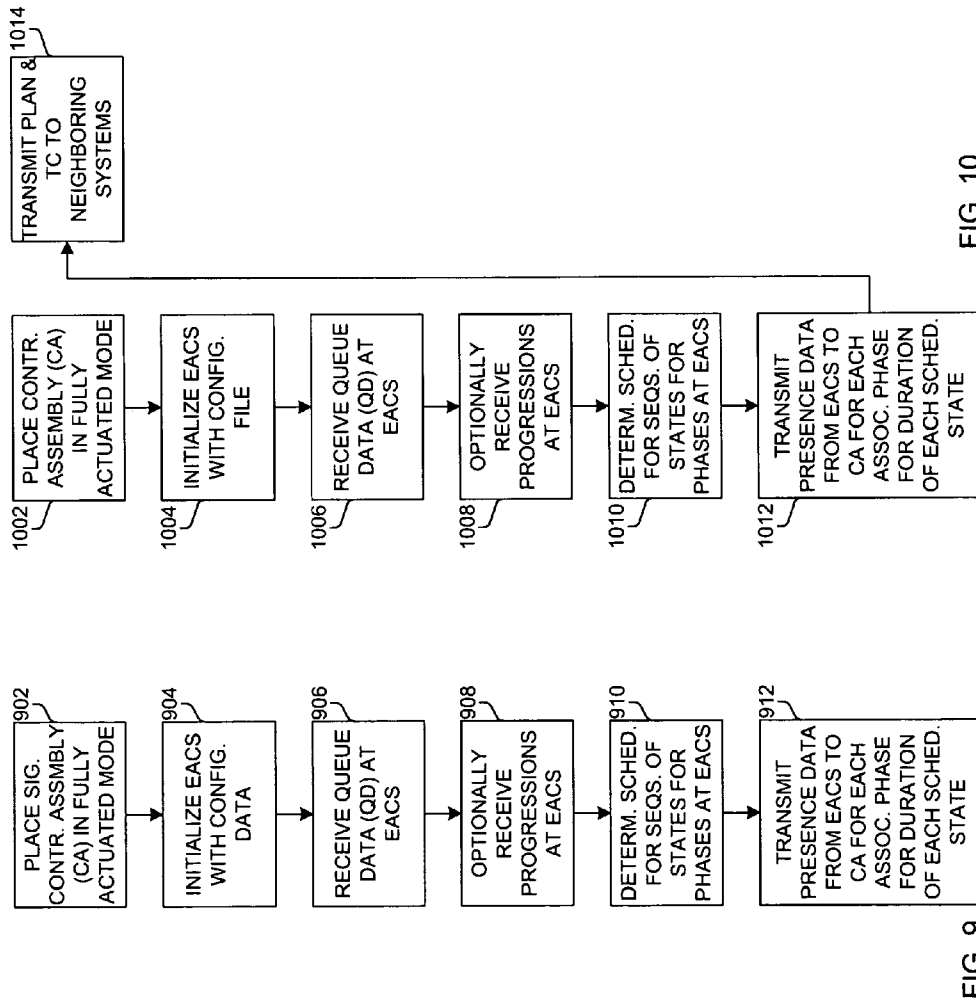 902
PLACE SIG.
CONTR. ASSMBLY
(CA) IN FULLY
ACTUATED MODE
904
INITIALIZE EACS
WITH CONFIG.
DATA
906
RECEIVE QUEUE
DATA (QD) AT
EACS
908
OPTIONALLY
RECEIVE
PROGRESSIONS
AT EACS
910
DETERM. SCHED.
FOR SEQS. OF
STATES FOR
PHASES AT EACS
912
TRANSMIT
PRESENCE DATA
FROM EACS TO
CA FOR EACH
ASSOC. PHASE
FOR DURATION
OF EACH SCHED.
STATE
FIG. 9
1002
PLACE CONTR.
ASSEMBLY (CA)
IN FULLY
ACTUATED MODE
1004
INITIALIZE EACS
WITH CONFIG.
FILE
1006
RECEIVE QUEUE
DATA (QD) AT
EACS
1008
OPTIONALLY
RECEIVE
PROGRESSIONS
AT EACS
1010
DETERM. SCHED.
FOR SEQS. OF
STATES FOR
PHASES AT EACS
1012
TRANSMIT
PRESENCE DATA
FROM EACS TO
CA FOR EACH
ASSOC. PHASE
FOR DURATION
OF EACH SCHED.
STATE
1014
TRANSMIT PLAN &
TC TO
NEIGHBORING
SYSTEMS
FIG. 10